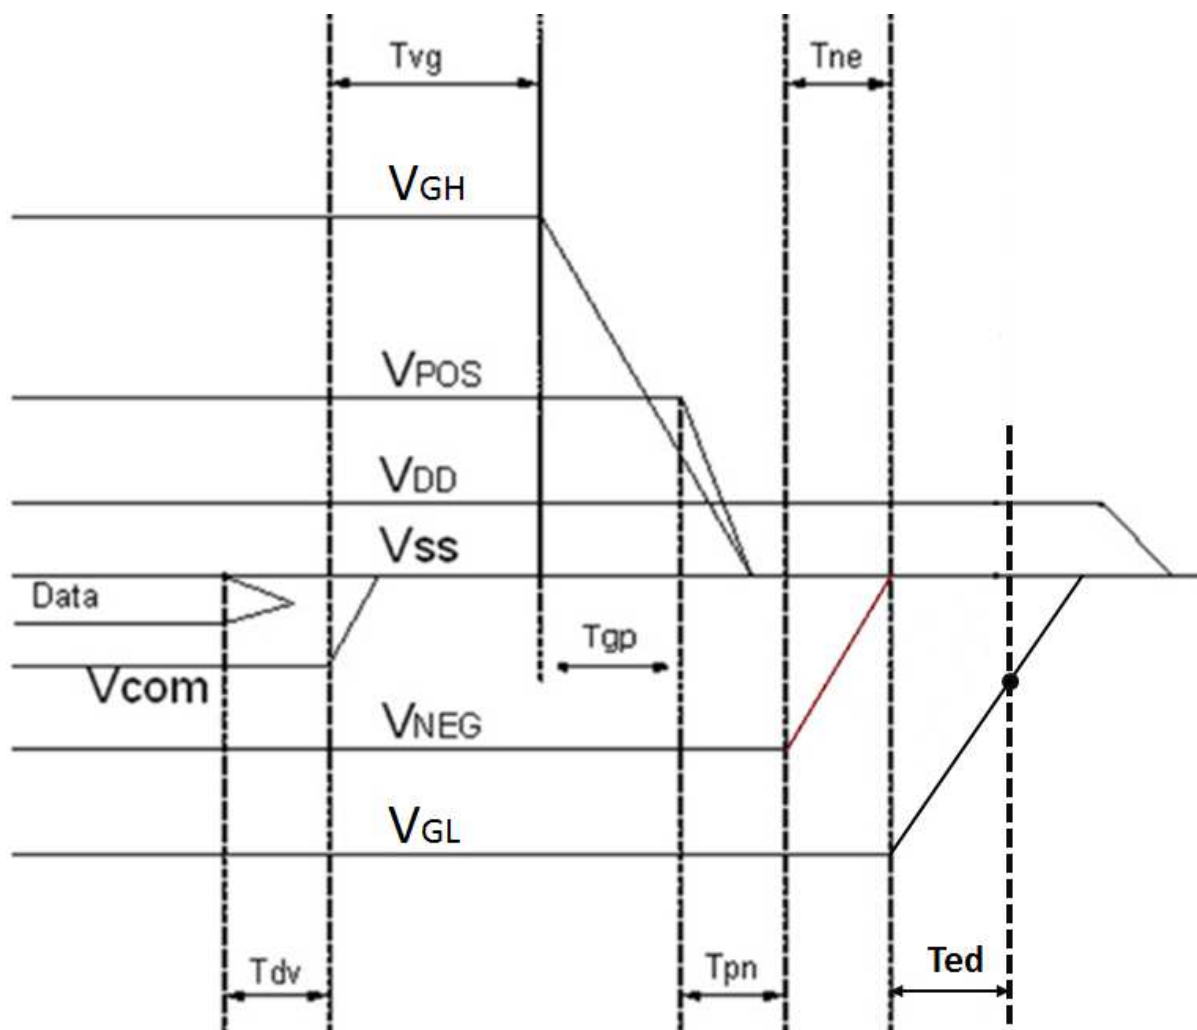 Tvg
Tne
VGH
VPOS
VDD
Vss
Data
Tgp
Vcom
VNEG
VGL
Tdv
Tpn
Ted